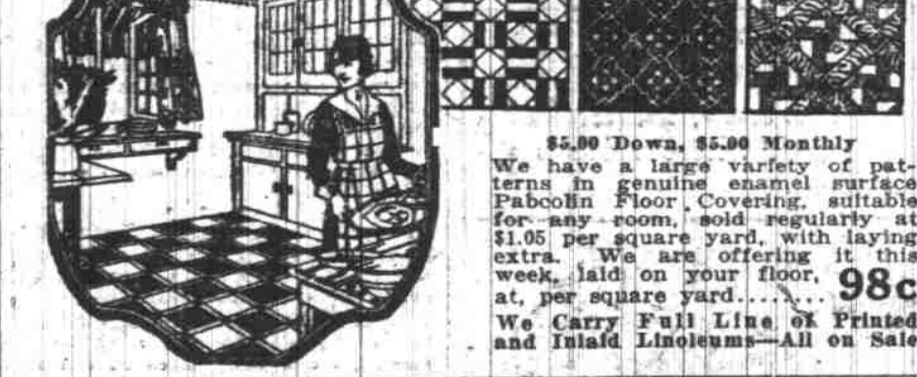 $5.00 Down, $5.00 Monthly
We have a large variety of pat-
terns in genuine enamel surface
Pabcolin Floor Covering, suitable
for any room, sold regularly at
$1.05 per square yard, with laying
extra. We are offering it this
week, laid on your floor,
at, per square yard........ 98c
We Carry Full Line of Printed
and Inlaid Linoleums—All on Sale